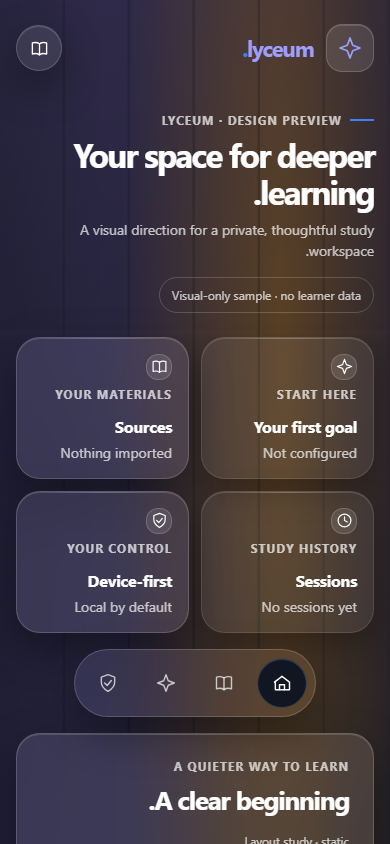 .lyceum
LYCEUM · DESIGN PREVIEW
Your space for deeper
.learning
A visual direction for a private, thoughtful study
.workspace
Visual-only sample · no learner data
START HERE
Your first goal
Not configured
YOUR MATERIALS
Sources
Nothing imported
STUDY HISTORY
Sessions
No sessions yet
YOUR CONTROL
Device-first
Local by default
A QUIETER WAY TO LEARN
.A clear beginning
Layout study · static